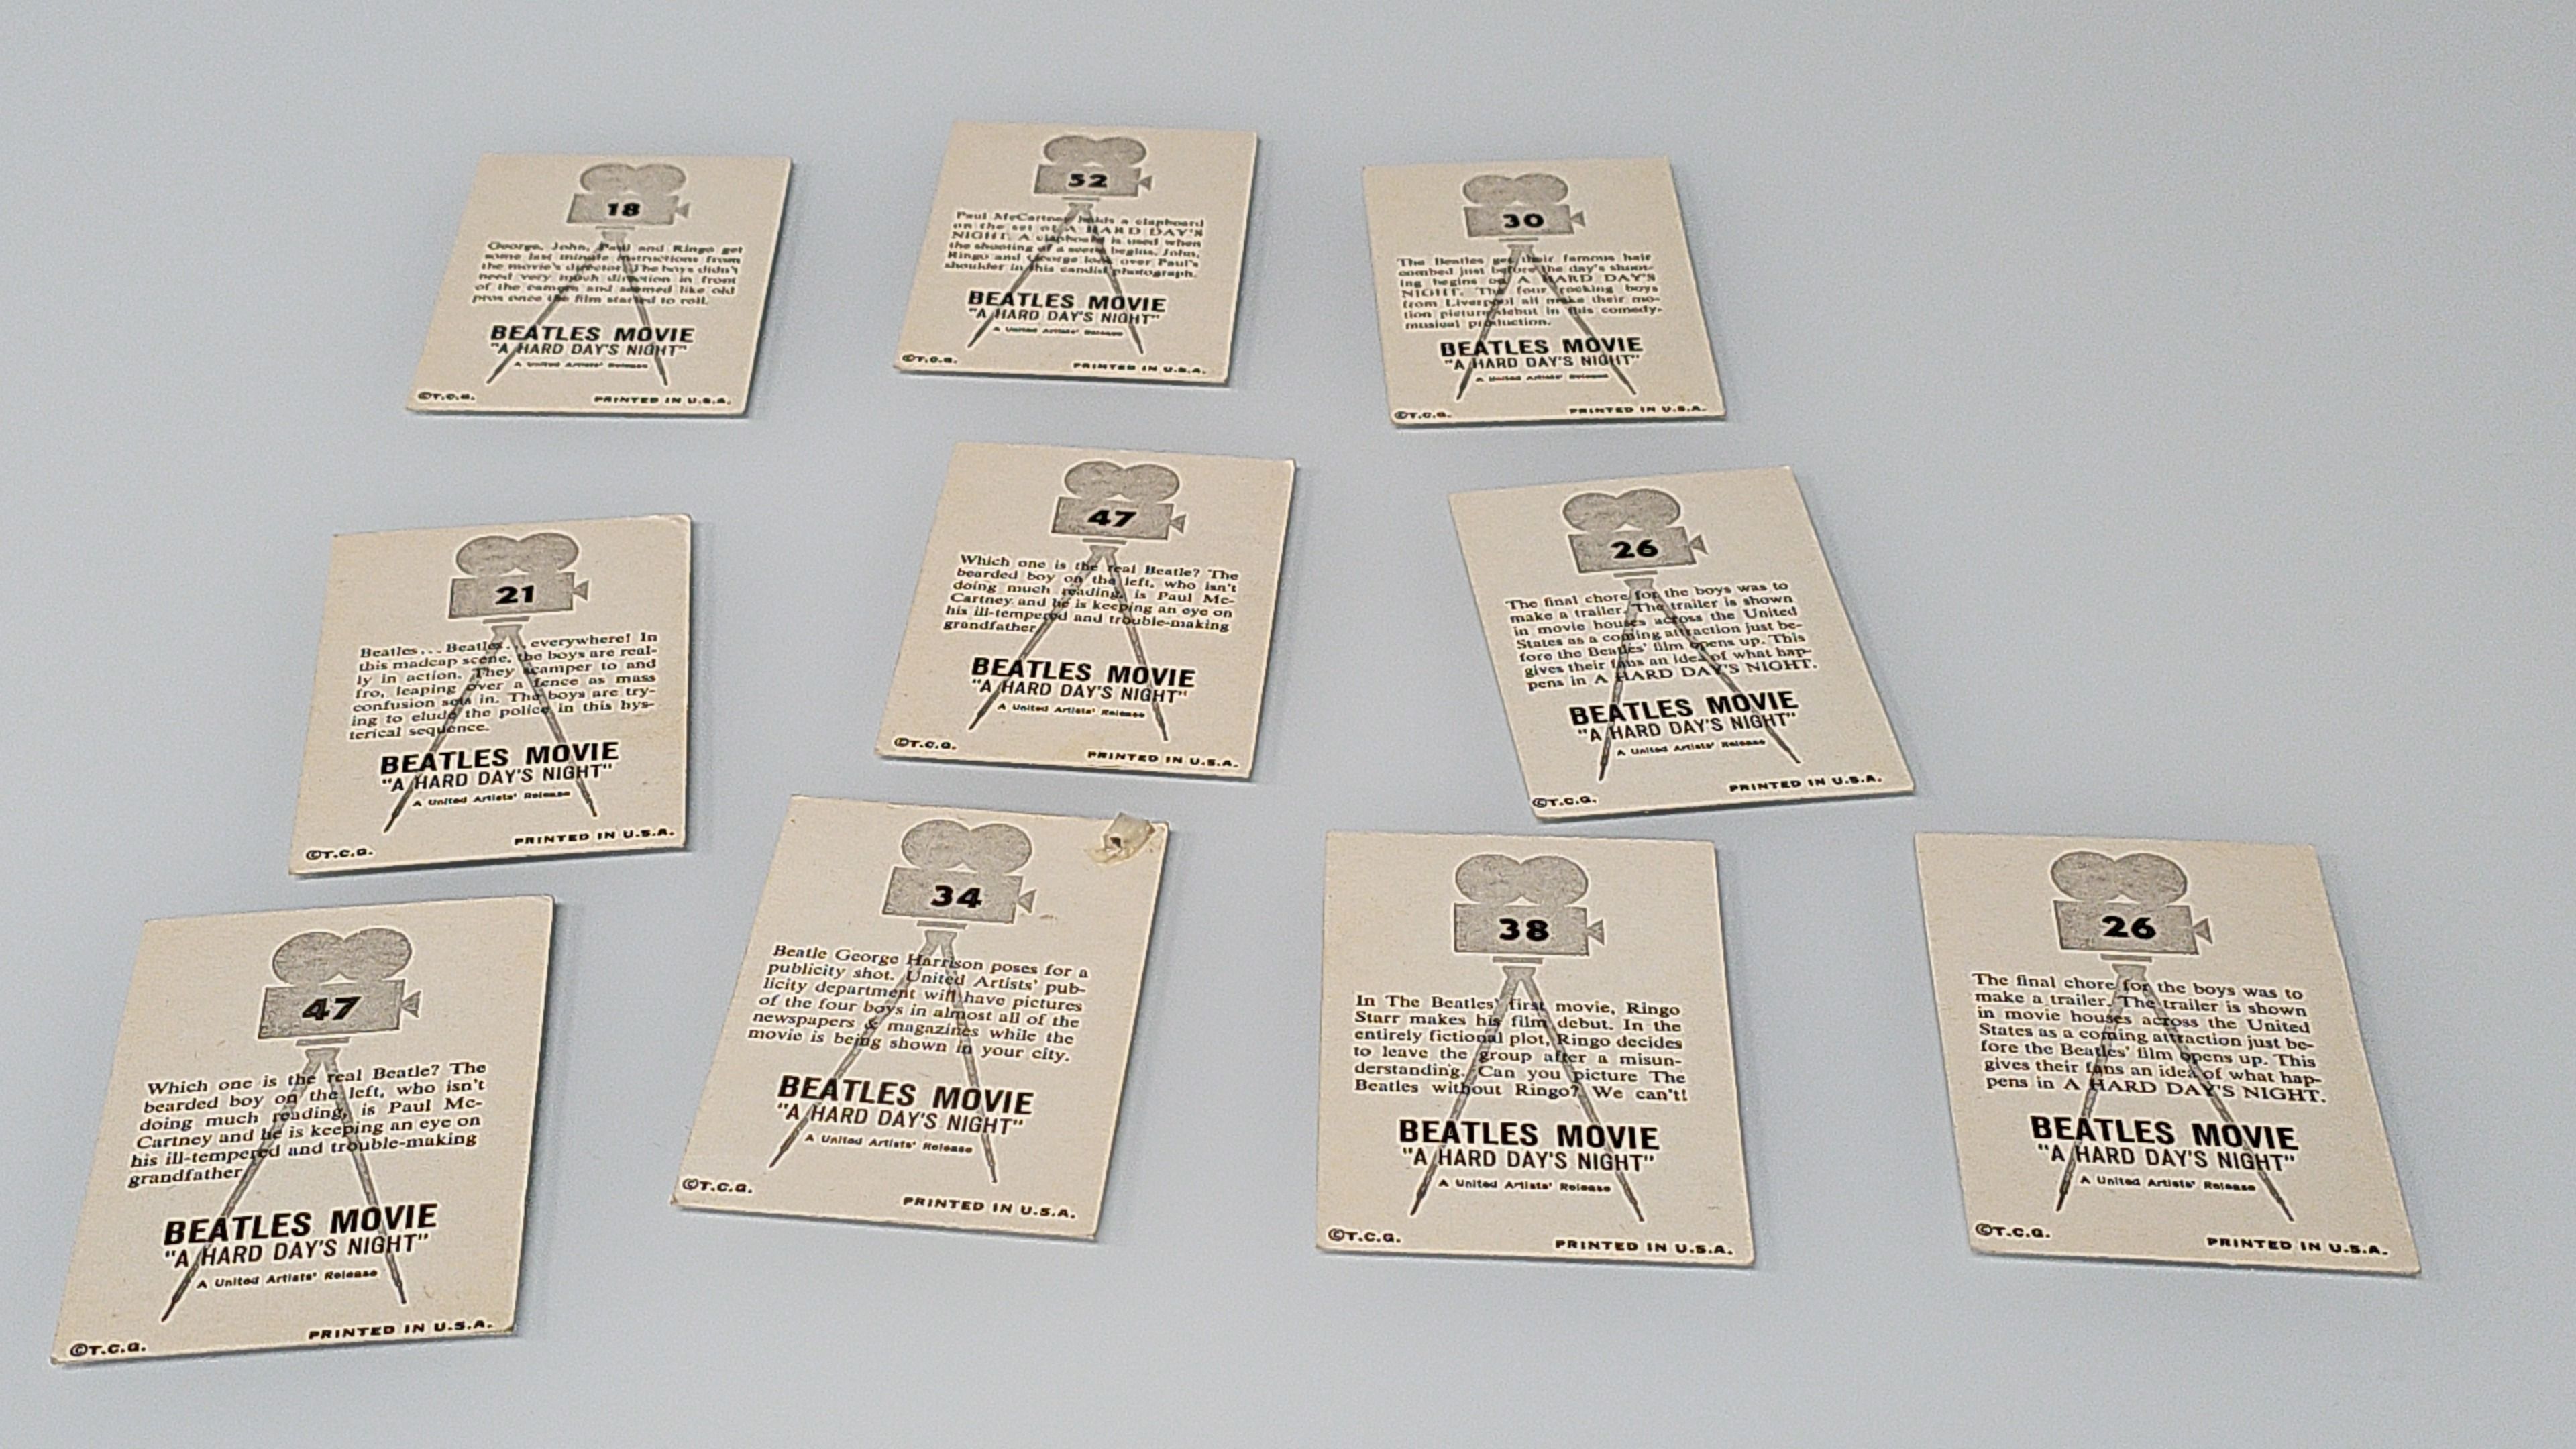 18
George, John, Paul and Ringo get
some last minute instructions from
the movie's director. The boys didn't
need very much direction in front
of the camera and seemed like old
pros once the film started to roll.
BEATLES MOVIE
"A HARD DAY'S NIGHT"
A United Artists' Release
©T.C.G.
PRINTED IN U.S.A.
52
Paul McCartney holds a clapboard
on the set of A HARD DAY'S
NIGHT. A clapboard is used when
the shooting of a scene begins. John,
Ringo and George look over Paul's
shoulder in this candid photograph.
BEATLES MOVIE
"A HARD DAY'S NIGHT"
A United Artists' Release
©T.C.G.
PRINTED IN U.S.A.
30
The Beatles get their famous hair
combed just before the day's shoot-
ing begins on A HARD DAY'S
NIGHT. The four rocking boys
from Liverpool all make their mo-
tion picture debut in this comedy-
musical production.
BEATLES MOVIE
"A HARD DAY'S NIGHT"
A United Artists' Release
©T.C.G.
PRINTED IN U.S.A.
21
Beatles... Beatles... everywhere! In
this madcap scene, the boys are real-
ly in action. They scamper to and
fro, leaping over a fence as mass
confusion sets in. The boys are try-
ing to elude the police in this hys-
terical sequence.
BEATLES MOVIE
"A HARD DAY'S NIGHT"
A United Artists' Release
©T.C.G.
PRINTED IN U.S.A.
47
Which one is the real Beatle? The
bearded boy on the left, who isn't
doing much reading, is Paul Mc-
Cartney and he is keeping an eye on
his ill-tempered and trouble-making
grandfather.
BEATLES MOVIE
"A HARD DAY'S NIGHT"
A United Artists' Release
©T.C.G.
PRINTED IN U.S.A.
26
The final chore for the boys was to
make a trailer. The trailer is shown
in movie houses across the United
States as a coming attraction just be-
fore the Beatles' film opens up. This
gives their fans an idea of what hap-
pens in A HARD DAY'S NIGHT.
BEATLES MOVIE
"A HARD DAY'S NIGHT"
A United Artists' Release
©T.C.G.
PRINTED IN U.S.A.
47
Which one is the real Beatle? The
bearded boy on the left, who isn't
doing much reading, is Paul Mc-
Cartney and he is keeping an eye on
his ill-tempered and trouble-making
grandfather
BEATLES MOVIE
"A HARD DAY'S NIGHT"
A United Artists' Release
©T.C.G.
PRINTED IN U.S.A.
34
Beatle George Harrison poses for a
publicity shot. United Artists' pub-
licity department will have pictures
of the four boys in almost all of the
newspapers & magazines while the
movie is being shown in your city.
BEATLES MOVIE
"A HARD DAY'S NIGHT"
A United Artists' Release
©T.C.G.
PRINTED IN U.S.A.
38
In The Beatles' first movie, Ringo
Starr makes his film debut. In the
entirely fictional plot, Ringo decides
to leave the group after a misun-
derstanding. Can you picture The
Beatles without Ringo? We can't!
BEATLES MOVIE
"A HARD DAY'S NIGHT"
A United Artists' Release
©T.C.G.
PRINTED IN U.S.A.
26
The final chore for the boys was to
make a trailer. The trailer is shown
in movie houses across the United
States as a coming attraction just be-
fore the Beatles' film opens up. This
gives their fans an idea of what hap-
pens in A HARD DAY'S NIGHT.
BEATLES MOVIE
"A HARD DAY'S NIGHT"
A United Artists' Release
©T.C.G.
PRINTED IN U.S.A.